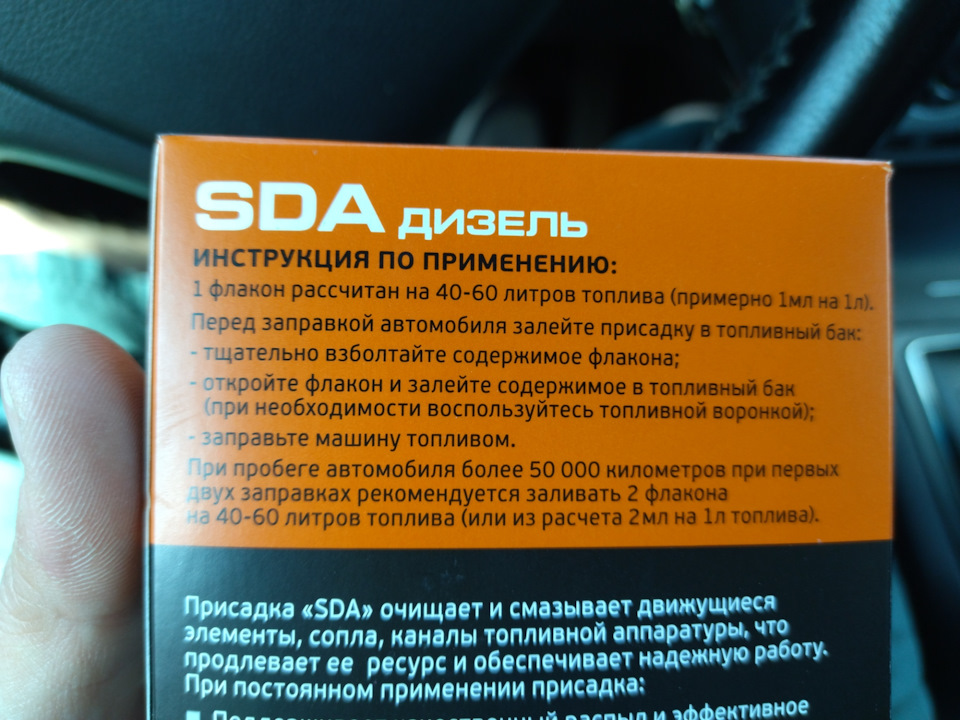 SDA ДИЗЕЛЬ
ИНСТРУКЦИЯ ПО ПРИМЕНЕНИЮ:
1 флакон рассчитан на 40-60 литров топлива (примерно 1мл на 1л).
Перед заправкой автомобиля залейте присадку в топливный бак:
- тщательно взболтайте содержимое флакона;
- откройте флакон и залейте содержимое в топливный бак
(при необходимости воспользуйтесь топливной воронкой);
- заправьте машину топливом.
При пробеге автомобиля более 50 000 километров при первых
двух заправках рекомендуется заливать 2 флакона
на 40-60 литров топлива (или из расчета 2мл на 1л топлива).
Присадка «SDA» очищает и смазывает движущиеся
элементы, сопла, каналы топливной аппаратуры, что
продлевает ее ресурс и обеспечивает надежную работу.
При постоянном применении присадка:
■ Поддерживает качественный распыл и эффективное